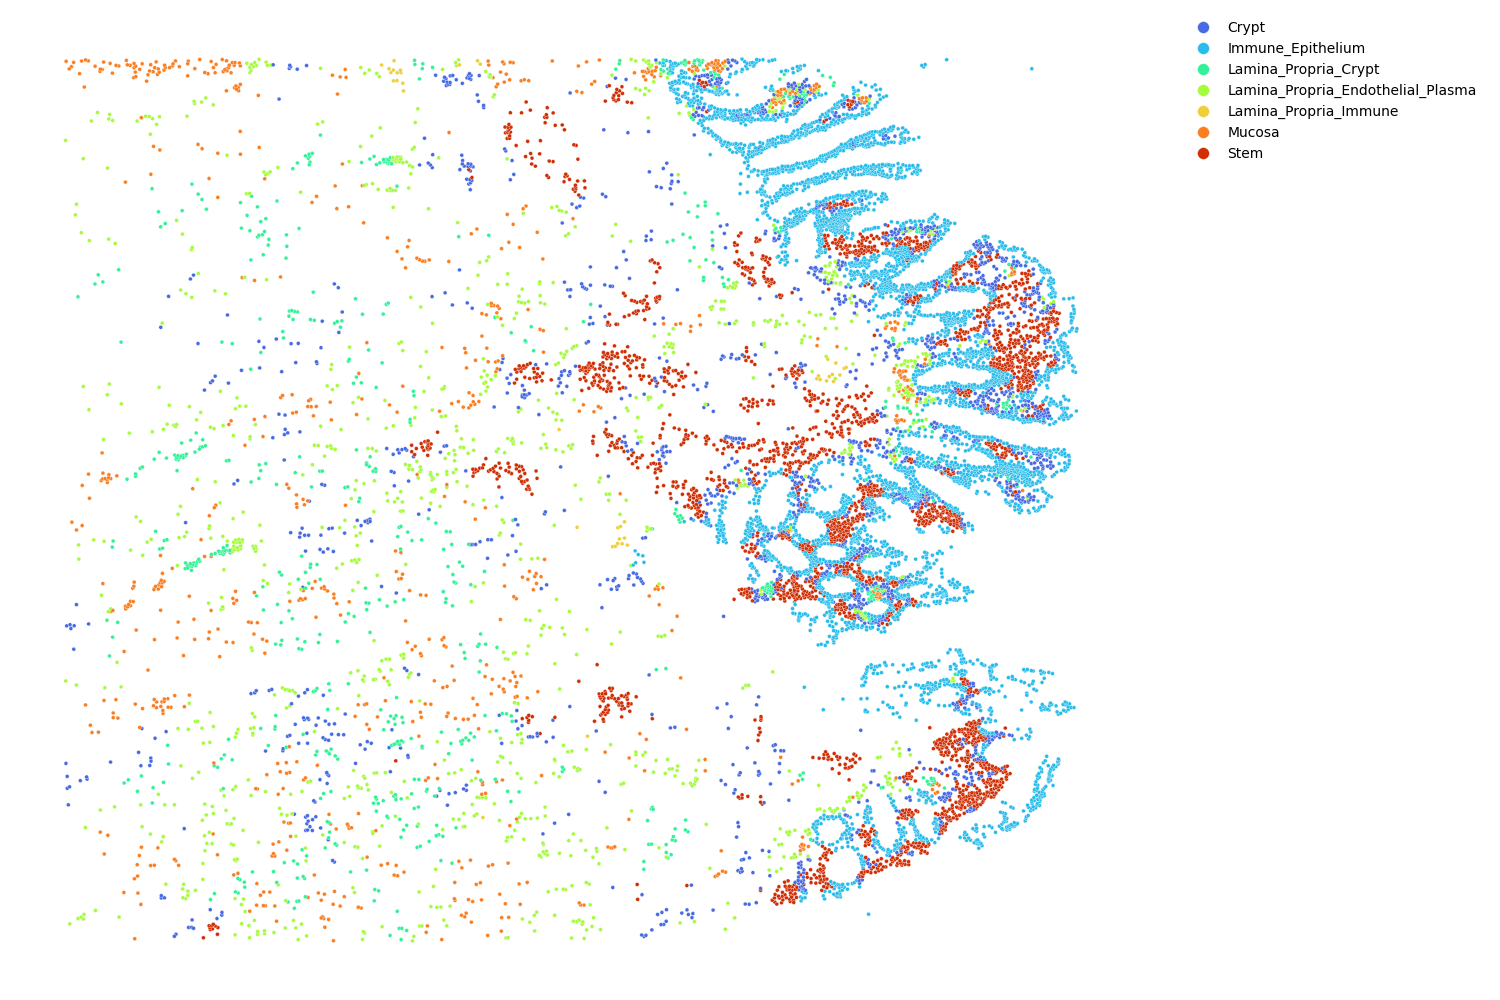 Crypt
Immune_Epithelium
Lamina_Propria_Crypt
Lamina_Propria_Endothelial_Plasma
Lamina_Propria_Immune
Mucosa
Stem